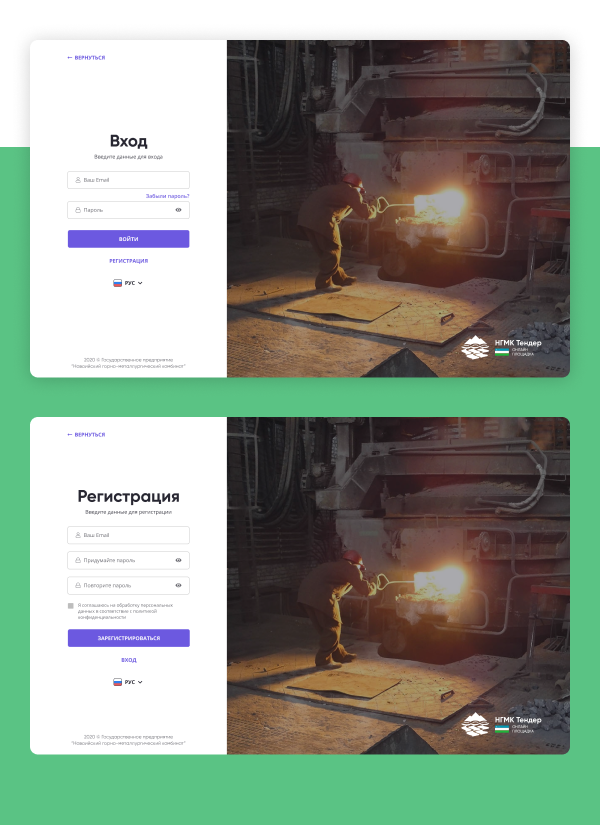 ← ВЕРНУТЬСЯ
Вход
Введите данные для входа
Ваш Email
Забыли пароль?
Пароль
ВОЙТИ
РЕГИСТРАЦИЯ
РУС
2020 © Государственное предприятие
"Навоийский горно-металлургический комбинат"
НГМК Тендер
ОНЛАЙН
ПЛОЩАДКА
← ВЕРНУТЬСЯ
Регистрация
Введите данные для регистрации
Ваш Email
Придумайте пароль
Повторите пароль
Я соглашаюсь на обработку персональных
данных в соответствие с политикой
конфиденциальности
ЗАРЕГИСТРИРОВАТЬСЯ
ВХОД
РУС
2020 © Государственное предприятие
"Навоийский горно-металлургический комбинат"
НГМК Тендер
ОНЛАЙН
ПЛОЩАДКА